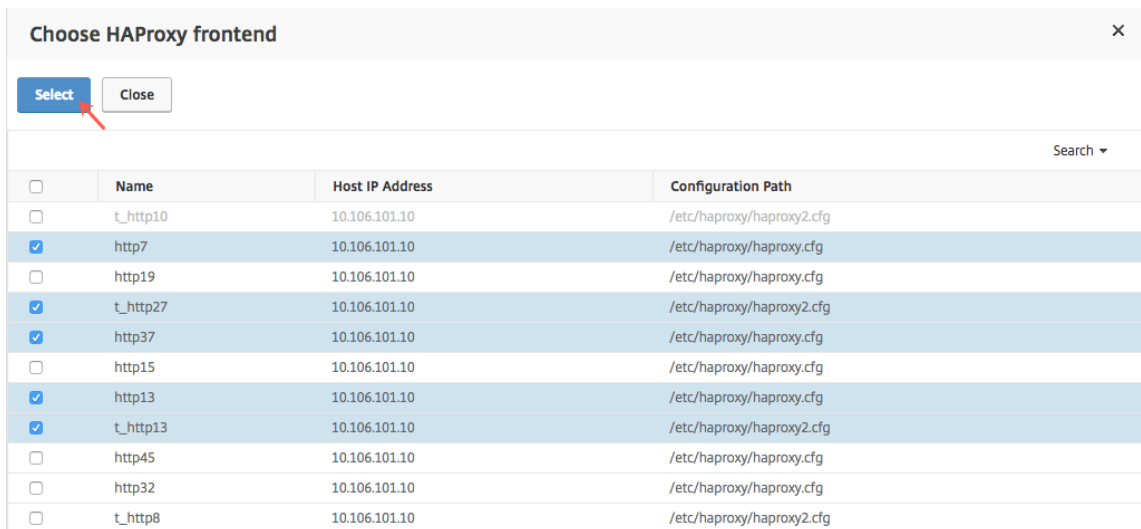 Choose HAProxy frontend
Select Close
Search
Name Host IP Address Configuration Path
t_http10 10.106.101.10 /etc/haproxy/haproxy2.cfg
http7 10.106.101.10 /etc/haproxy/haproxy.cfg
http19 10.106.101.10 /etc/haproxy/haproxy.cfg
t_http27 10.106.101.10 /etc/haproxy/haproxy2.cfg
http37 10.106.101.10 /etc/haproxy/haproxy.cfg
http15 10.106.101.10 /etc/haproxy/haproxy.cfg
http13 10.106.101.10 /etc/haproxy/haproxy.cfg
t_http13 10.106.101.10 /etc/haproxy/haproxy2.cfg
http45 10.106.101.10 /etc/haproxy/haproxy.cfg
http32 10.106.101.10 /etc/haproxy/haproxy.cfg
t_http8 10.106.101.10 /etc/haproxy/haproxy2.cfg